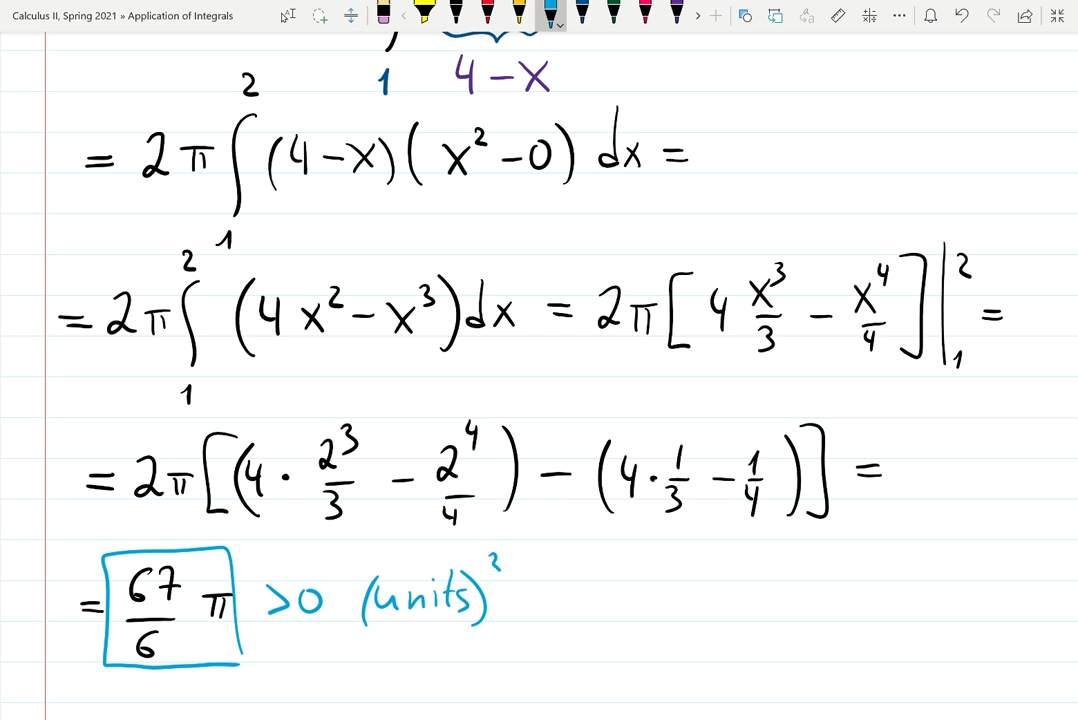 Calculus II, Spring 2021 » Application of Integrals
1 4 - x
= 2π ∫₁² (4 - x)(x² - 0) dx =
= 2π ∫₁² (4x² - x³)dx = 2π[4 x³/3 - x⁴/4]|₁² =
= 2π[(4 · 2³/3 - 2⁴/4) - (4 · 1/3 - 1/4)] =
= 67/6 π > 0 (units)²